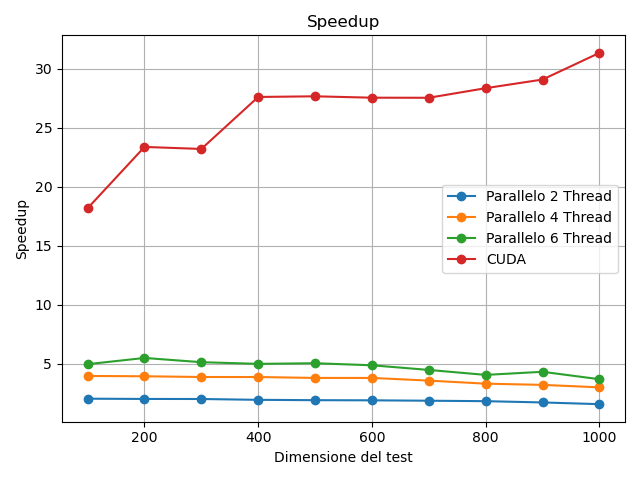 Speedup
Speedup
30
25
20
15
10
5
Parallelo 2 Thread
Parallelo 4 Thread
Parallelo 6 Thread
CUDA
200 400 600 800 1000
Dimensione del test